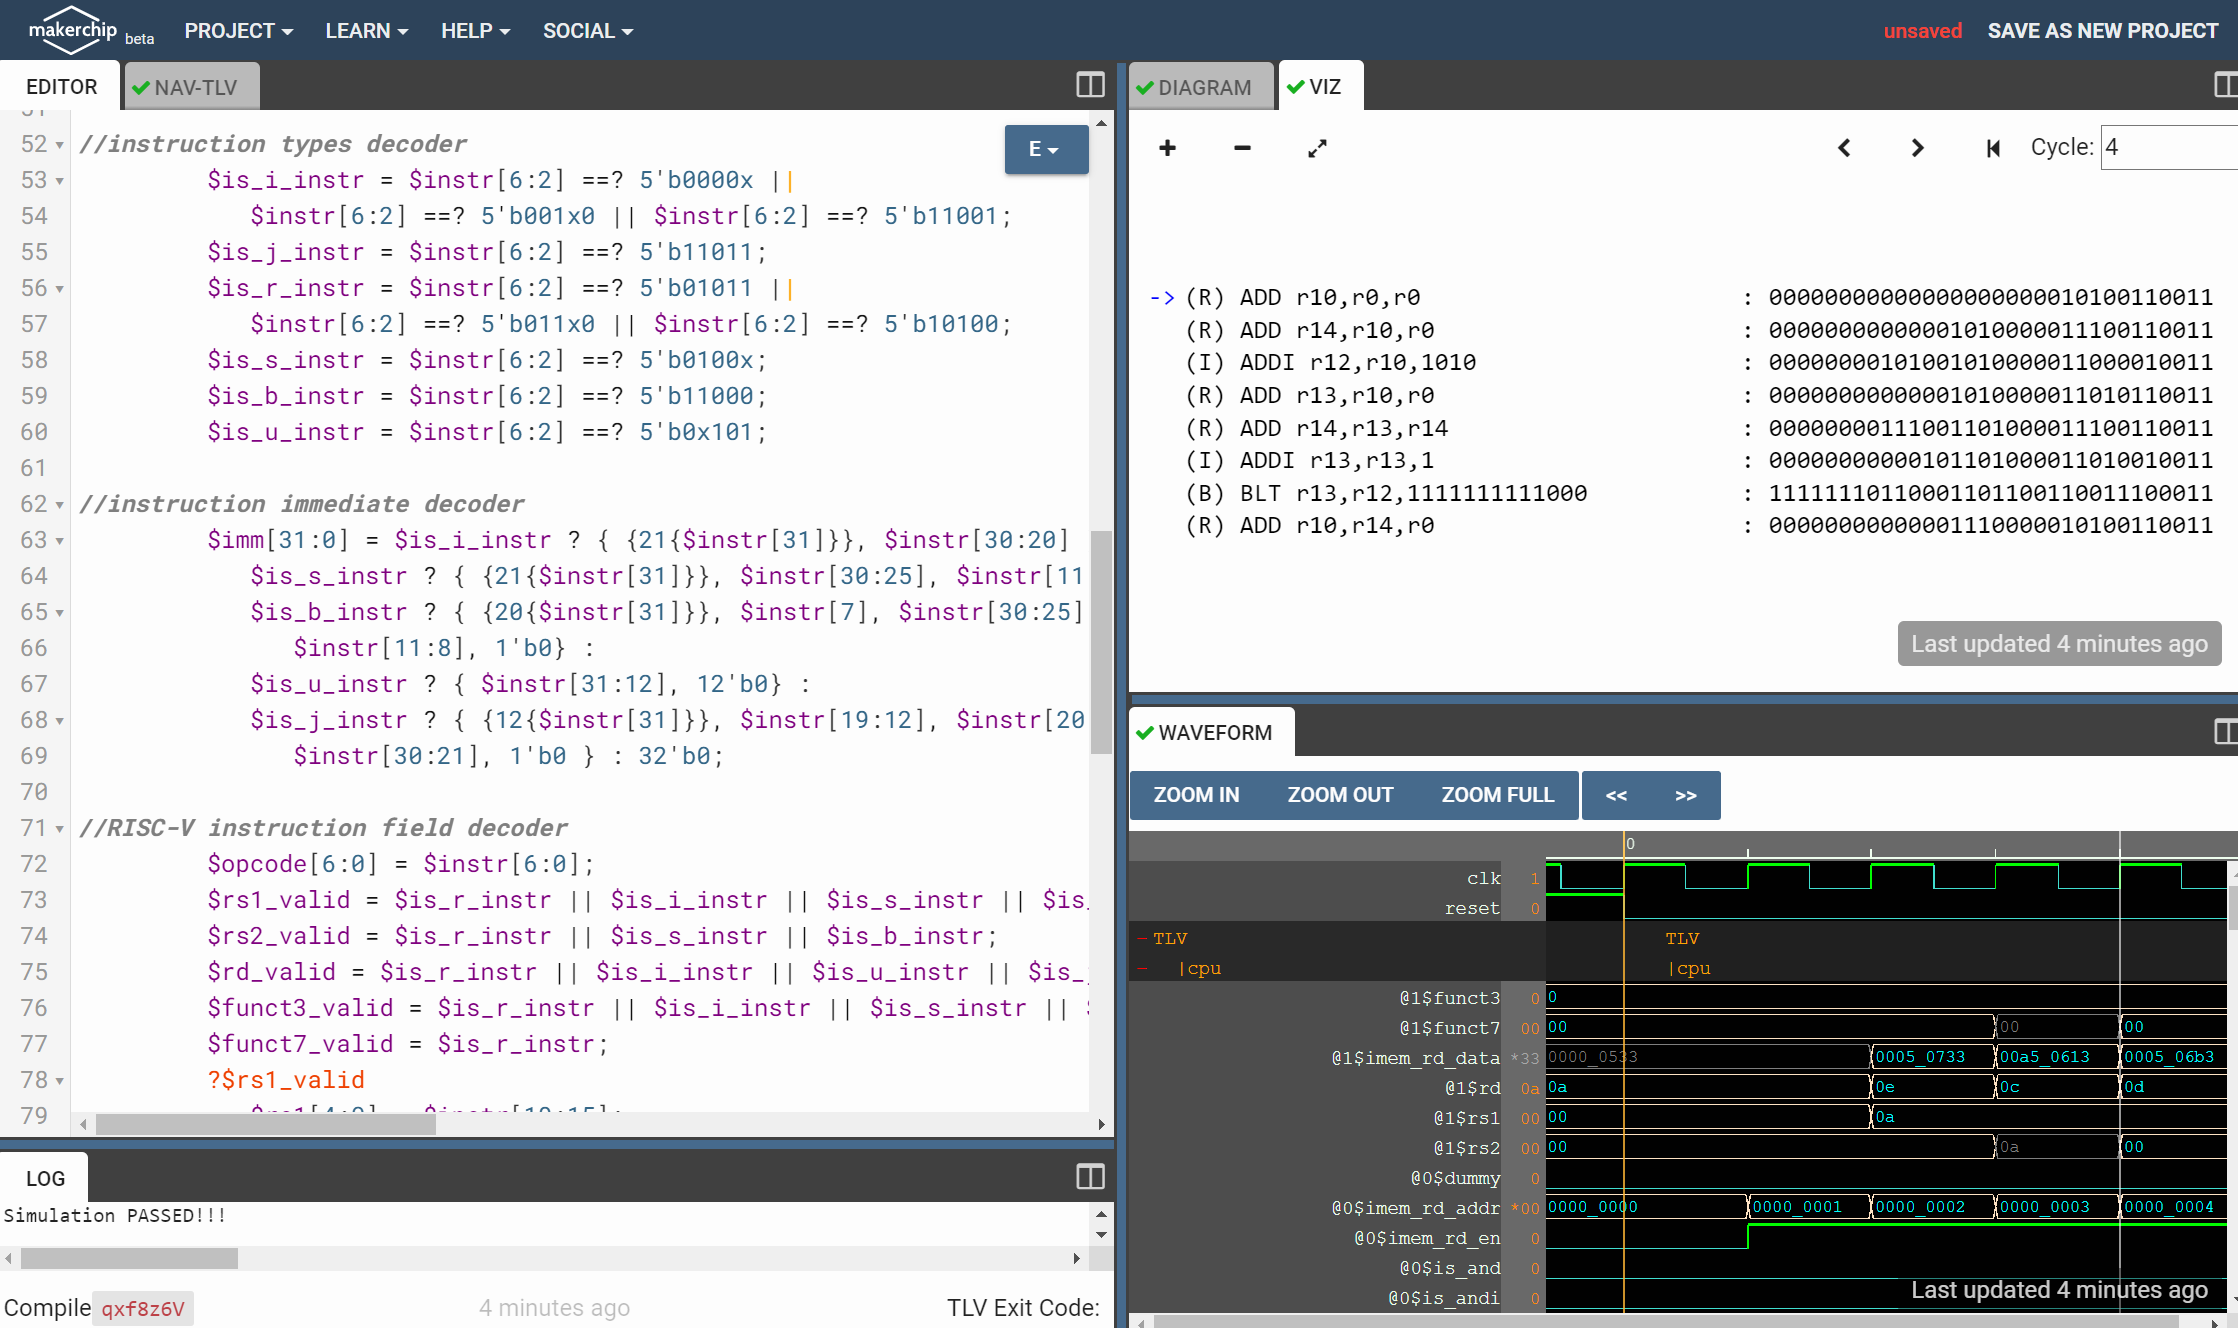 makerchip beta PROJECT LEARN HELP SOCIAL unsaved SAVE AS NEW PROJECT
EDITOR NAV-TLV
E
52 //instruction types decoder
53 $is_i_instr = $instr[6:2] ==? 5'b0000x ||
54 $instr[6:2] ==? 5'b001x0 || $instr[6:2] ==? 5'b11001;
55 $is_j_instr = $instr[6:2] ==? 5'b11011;
56 $is_r_instr = $instr[6:2] ==? 5'b01011 ||
57 $instr[6:2] ==? 5'b011x0 || $instr[6:2] ==? 5'b10100;
58 $is_s_instr = $instr[6:2] ==? 5'b0100x;
59 $is_b_instr = $instr[6:2] ==? 5'b11000;
60 $is_u_instr = $instr[6:2] ==? 5'b0x101;
61
62 //instruction immediate decoder
63 $imm[31:0] = $is_i_instr ? { {21{$instr[31]}}, $instr[30:20]
64 $is_s_instr ? { {21{$instr[31]}}, $instr[30:25], $instr[11
65 $is_b_instr ? { {20{$instr[31]}}, $instr[7], $instr[30:25]
66 $instr[11:8], 1'b0} :
67 $is_u_instr ? { $instr[31:12], 12'b0} :
68 $is_j_instr ? { {12{$instr[31]}}, $instr[19:12], $instr[20
69 $instr[30:21], 1'b0 } : 32'b0;
70
71 //RISC-V instruction field decoder
72 $opcode[6:0] = $instr[6:0];
73 $rs1_valid = $is_r_instr || $is_i_instr || $is_s_instr || $is_
74 $rs2_valid = $is_r_instr || $is_s_instr || $is_b_instr;
75 $rd_valid = $is_r_instr || $is_i_instr || $is_u_instr || $is_
76 $funct3_valid = $is_r_instr || $is_i_instr || $is_s_instr || $
77 $funct7_valid = $is_r_instr;
78 ?$rs1_valid
79
LOG
Simulation PASSED!!!
Compile qxf8z6V 4 minutes ago TLV Exit Code:
DIAGRAM VIZ
+ - Cycle: 4
-> (R) ADD r10,r0,r0 : 00000000000000000000010100110011
(R) ADD r14,r10,r0 : 00000000000001010000011100110011
(I) ADDI r12,r10,1010 : 00000000101001010000011000010011
(R) ADD r13,r10,r0 : 00000000000001010000011010110011
(R) ADD r14,r13,r14 : 00000000111001101000011100110011
(I) ADDI r13,r13,1 : 00000000000101101000011010010011
(B) BLT r13,r12,1111111111000 : 11111110110001101100110011100011
(R) ADD r10,r14,r0 : 00000000000001110000010100110011
Last updated 4 minutes ago
WAVEFORM
ZOOM IN ZOOM OUT ZOOM FULL << >>
0
clk 1
reset 0
- TLV TLV
- |cpu |cpu
@1$funct3 0 0
@1$funct7 00 00 00 00
@1$imem_rd_data *33 0000_0533 0005_0733 00a5_0613 0005_06b3
@1$rd 0a 0a 0e 0c 0d
@1$rs1 00 00 0a
@1$rs2 00 00 0a 00
@0$dummy 0
@0$imem_rd_addr *00 0000_0000 0000_0001 0000_0002 0000_0003 0000_0004
@0$imem_rd_en 0
@0$is_and 0
@0$is_andi 0
Last updated 4 minutes ago